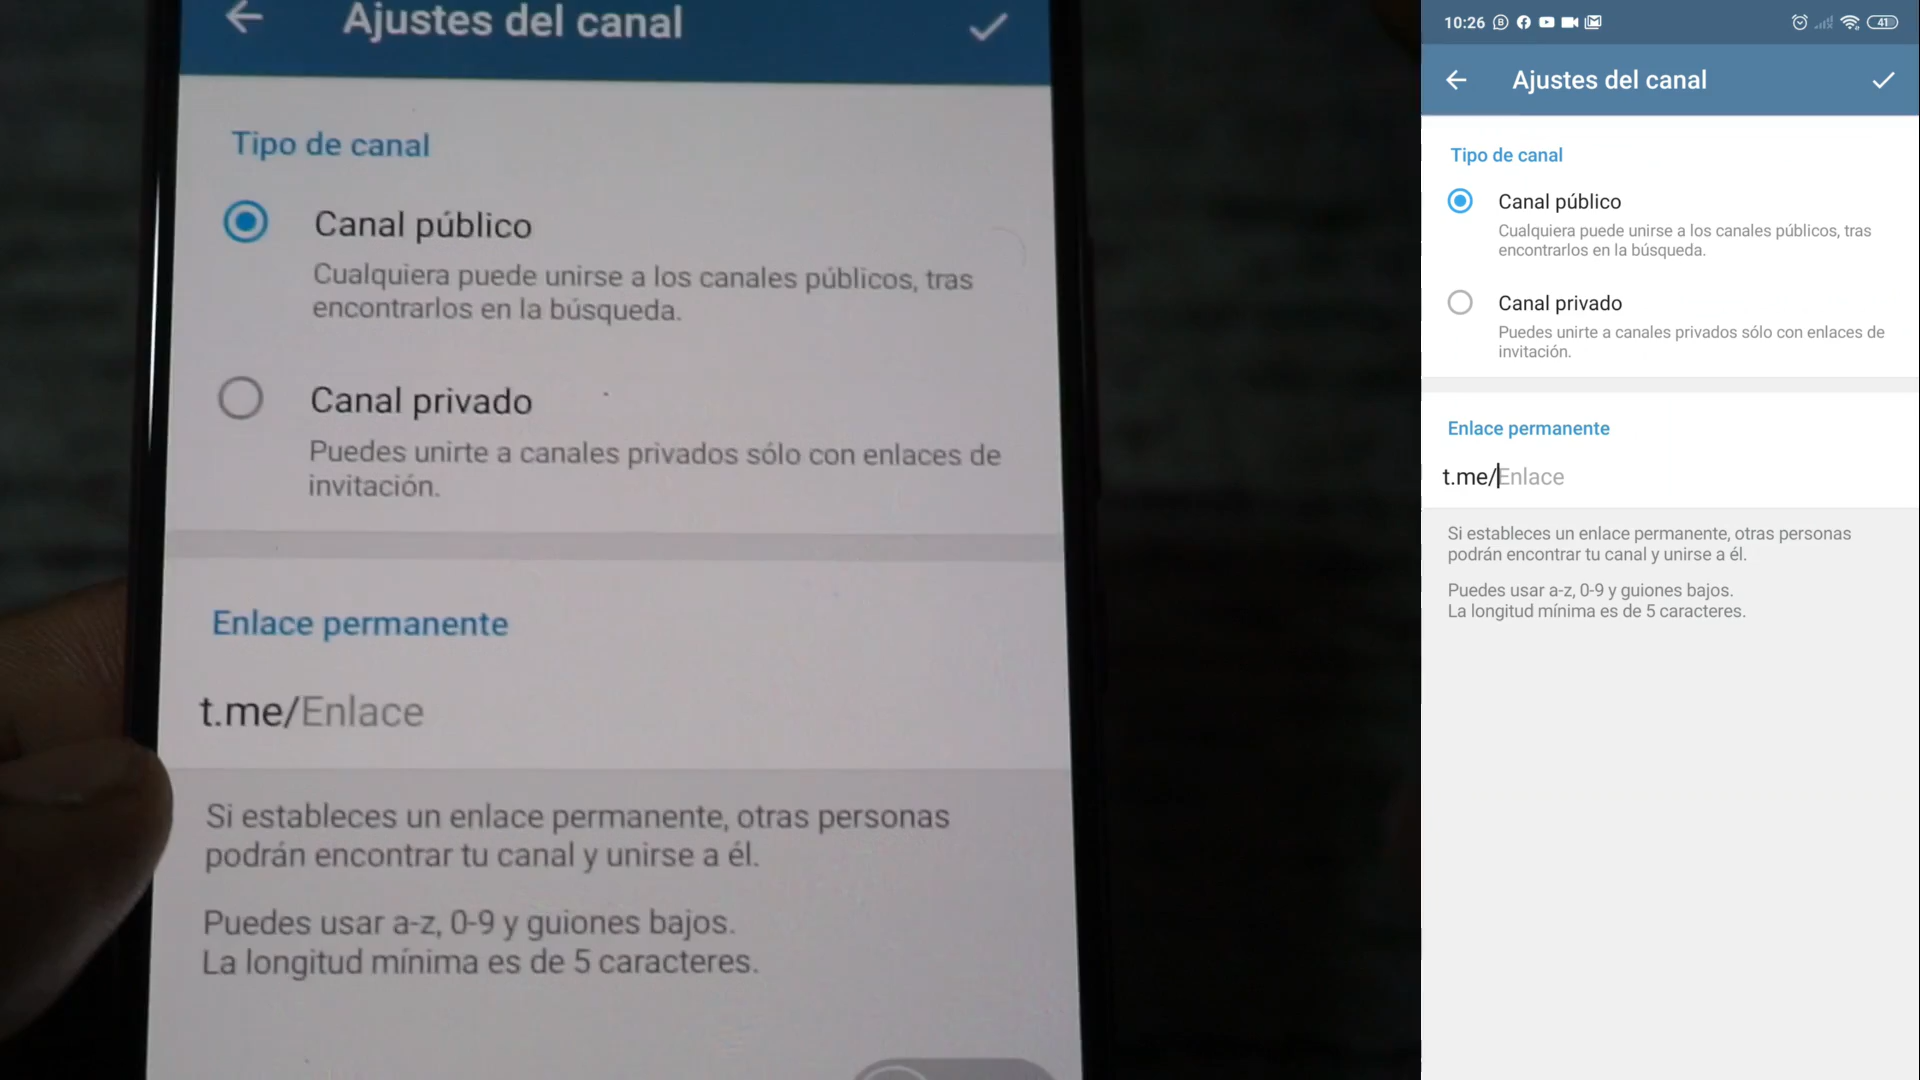 Ajustes del canal
Tipo de canal
Canal público
Cualquiera puede unirse a los canales públicos, tras
encontrarlos en la búsqueda.
Canal privado
Puedes unirte a canales privados sólo con enlaces de
invitación.
Enlace permanente
t.me/Enlace
Si estableces un enlace permanente, otras personas
podrán encontrar tu canal y unirse a él.
Puedes usar a-z, 0-9 y guiones bajos.
La longitud mínima es de 5 caracteres.
10:26
41
Ajustes del canal
Tipo de canal
Canal público
Cualquiera puede unirse a los canales públicos, tras
encontrarlos en la búsqueda.
Canal privado
Puedes unirte a canales privados sólo con enlaces de
invitación.
Enlace permanente
t.me/Enlace
Si estableces un enlace permanente, otras personas
podrán encontrar tu canal y unirse a él.
Puedes usar a-z, 0-9 y guiones bajos.
La longitud mínima es de 5 caracteres.